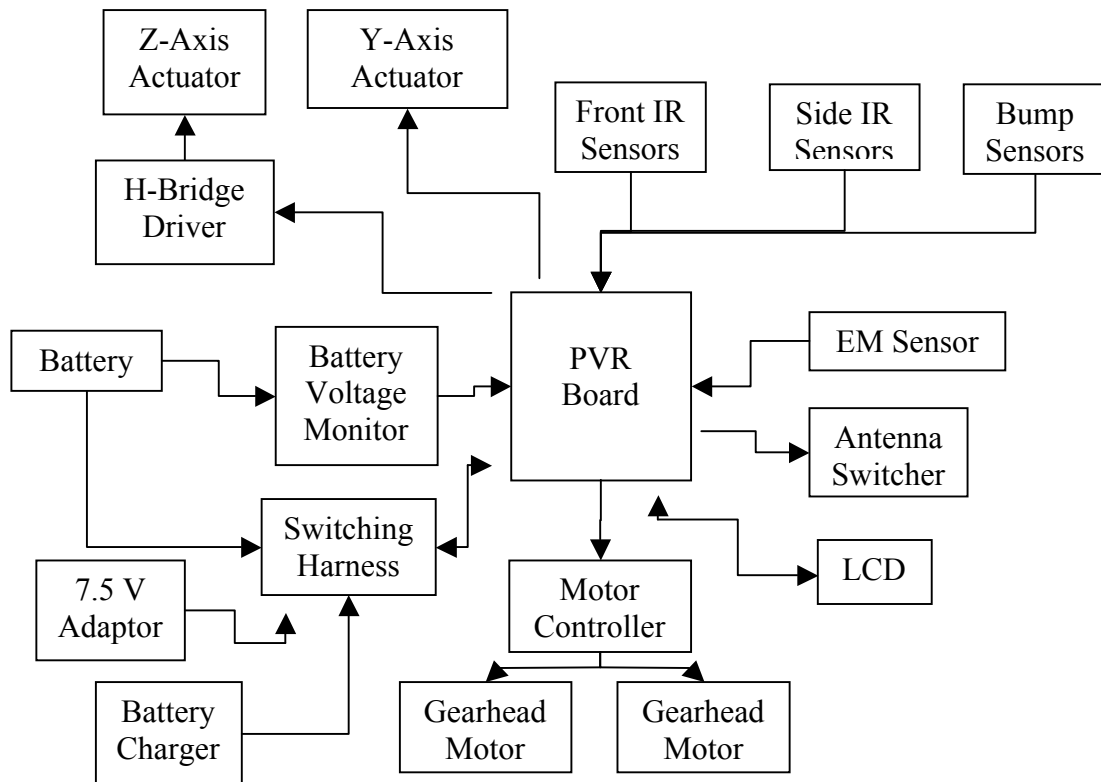 Z-Axis
Actuator
Y-Axis
Actuator
Front IR
Sensors
Side IR
Sensors
Bump
Sensors
H-Bridge
Driver
Battery
Battery
Voltage
Monitor
PVR
Board
EM Sensor
Antenna
Switcher
Switching
Harness
7.5 V
Adaptor
Motor
Controller
LCD
Battery
Charger
Gearhead
Motor
Gearhead
Motor